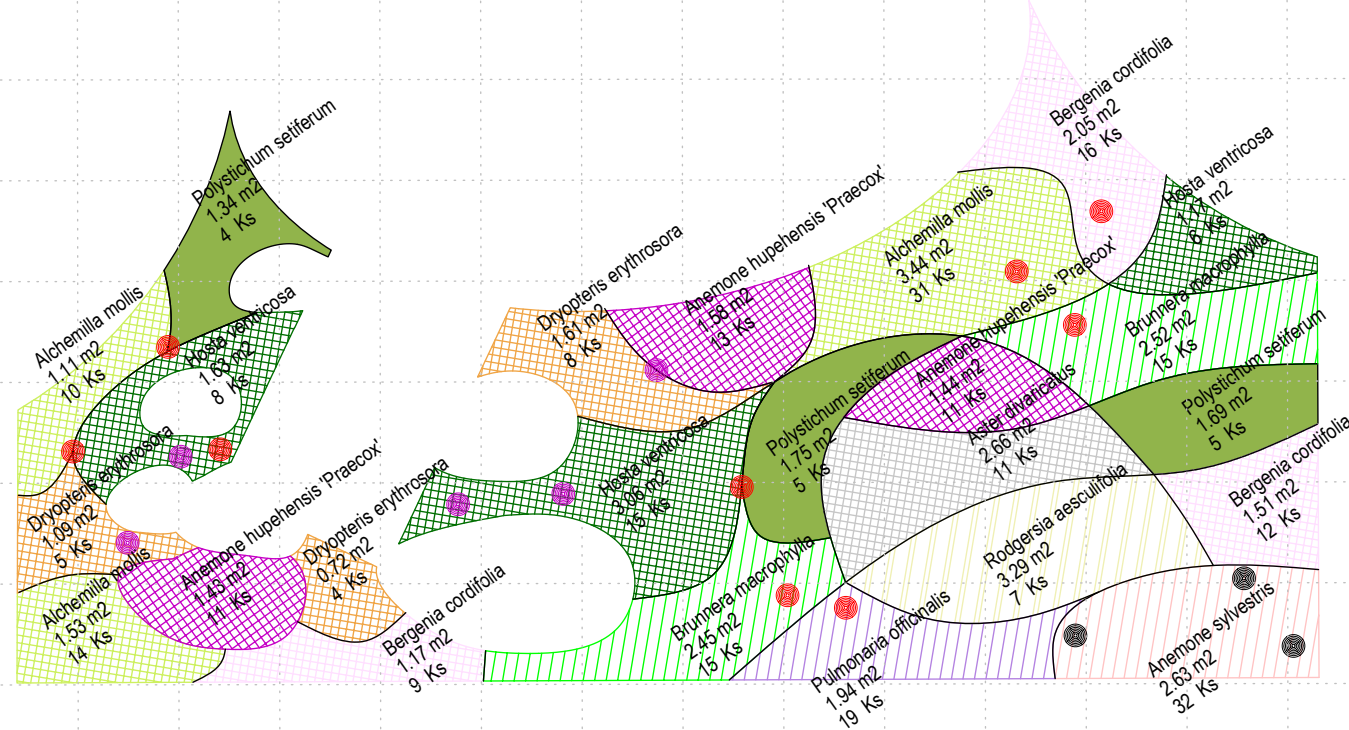 Polystichum setiferum
1.34 m2
4 Ks
Alchemilla mollis
1.11 m2
10 Ks
Hosta ventricosa
1.63 m2
8 Ks
Dryopteris erythrosora
1.09 m2
5 Ks
Alchemilla mollis
1.53 m2
14 Ks
Anemone hupehensis 'Praecox'
1.43 m2
11 Ks
Dryopteris erythrosora
0.72 m2
4 Ks
Bergenia cordifolia
1.17 m2
9 Ks
Dryopteris erythrosora
1.61 m2
8 Ks
Anemone hupehensis 'Praecox'
1.58 m2
13 Ks
Hosta ventricosa
3.06 m2
15 Ks
Brunnera macrophylla
2.45 m2
15 Ks
Polystichum setiferum
1.75 m2
5 Ks
Alchemilla mollis
3.44 m2
31 Ks
Bergenia cordifolia
2.05 m2
16 Ks
Hosta ventricosa
1.17 m2
6 Ks
Anemone hupehensis 'Praecox'
1.44 m2
11 Ks
Brunnera macrophylla
2.52 m2
15 Ks
Aster divaricatus
2.66 m2
11 Ks
Polystichum setiferum
1.69 m2
5 Ks
Rodgersia aesculifolia
3.29 m2
7 Ks
Bergenia cordifolia
1.51 m2
12 Ks
Pulmonaria officinalis
1.94 m2
19 Ks
Anemone sylvestris
2.63 m2
32 Ks